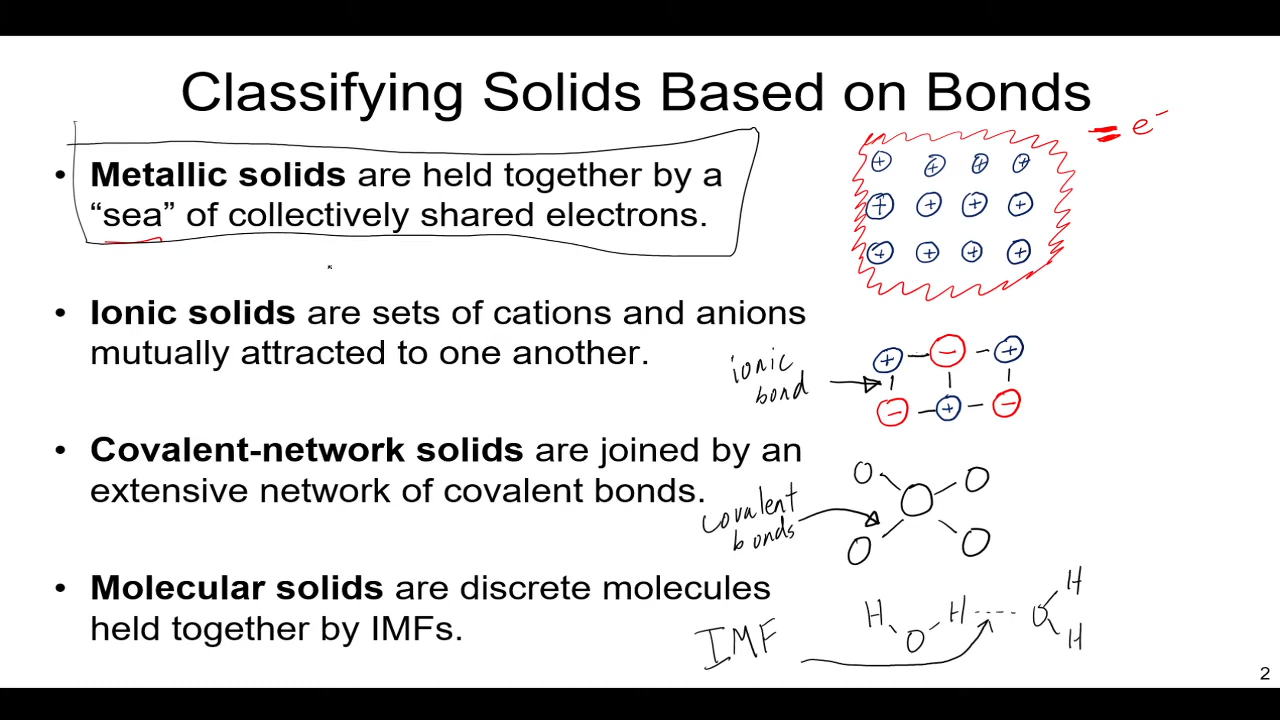 Classifying Solids Based on Bonds
• Metallic solids are held together by a
“sea” of collectively shared electrons.
= e⁻
+ + + +
+ + + +
+ + + +
• Ionic solids are sets of cations and anions
mutually attracted to one another.
ionic
bond
+ − +
− + −
• Covalent-network solids are joined by an
extensive network of covalent bonds.
covalent
bonds
• Molecular solids are discrete molecules
held together by IMFs.
IMF
H O H O H H
2